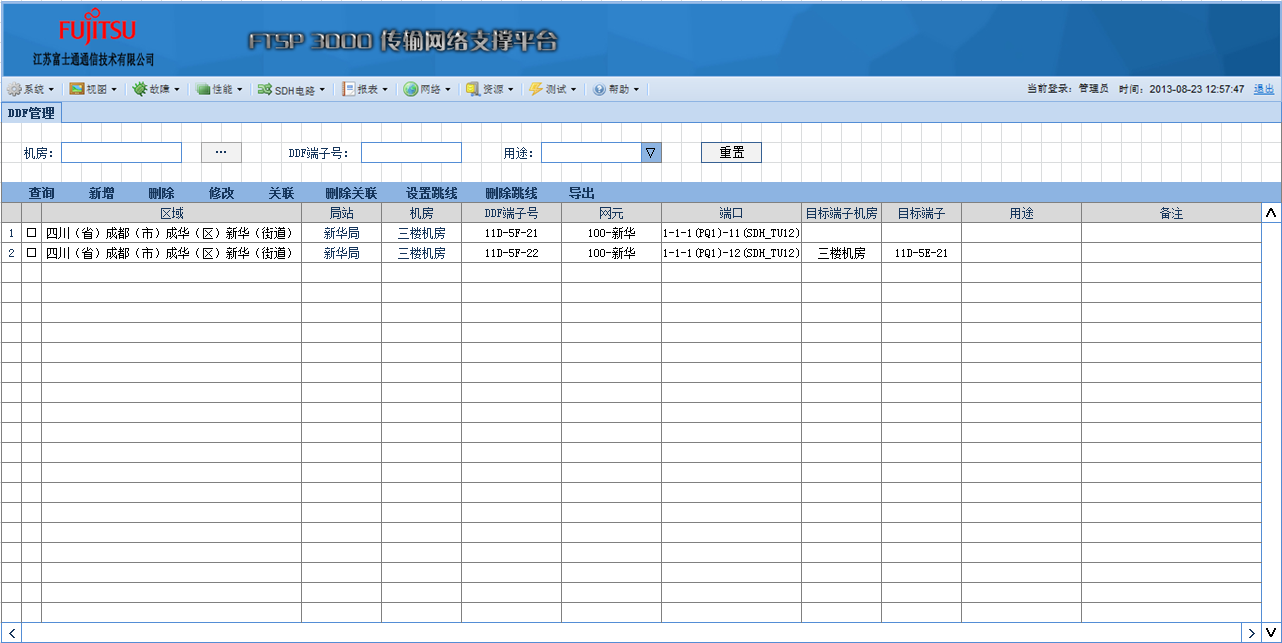 FUJITSU
江苏富士通通信技术有限公司
FTSP 3000 传输网络支撑平台
系统 视图 故障 性能 SDH电路 报表 网络 资源 测试 帮助 当前登录: 管理员 时间: 2013-08-23 12:57:47 退出
DDF管理
机房: ... DDF端子号: 用途: 重置
查询 新增 删除 修改 关联 删除关联 设置跳线 删除跳线 导出
区域 局站 机房 DDF端子号 网元 端口 目标端子机房 目标端子 用途 备注
1 四川（省）成都（市）成华（区）新华（街道） 新华局 三楼机房 11D-5F-21 100-新华 1-1-1(PQ1)-11(SDH_TU12)
2 四川（省）成都（市）成华（区）新华（街道） 新华局 三楼机房 11D-5F-22 100-新华 1-1-1(PQ1)-12(SDH_TU12) 三楼机房 11D-5E-21